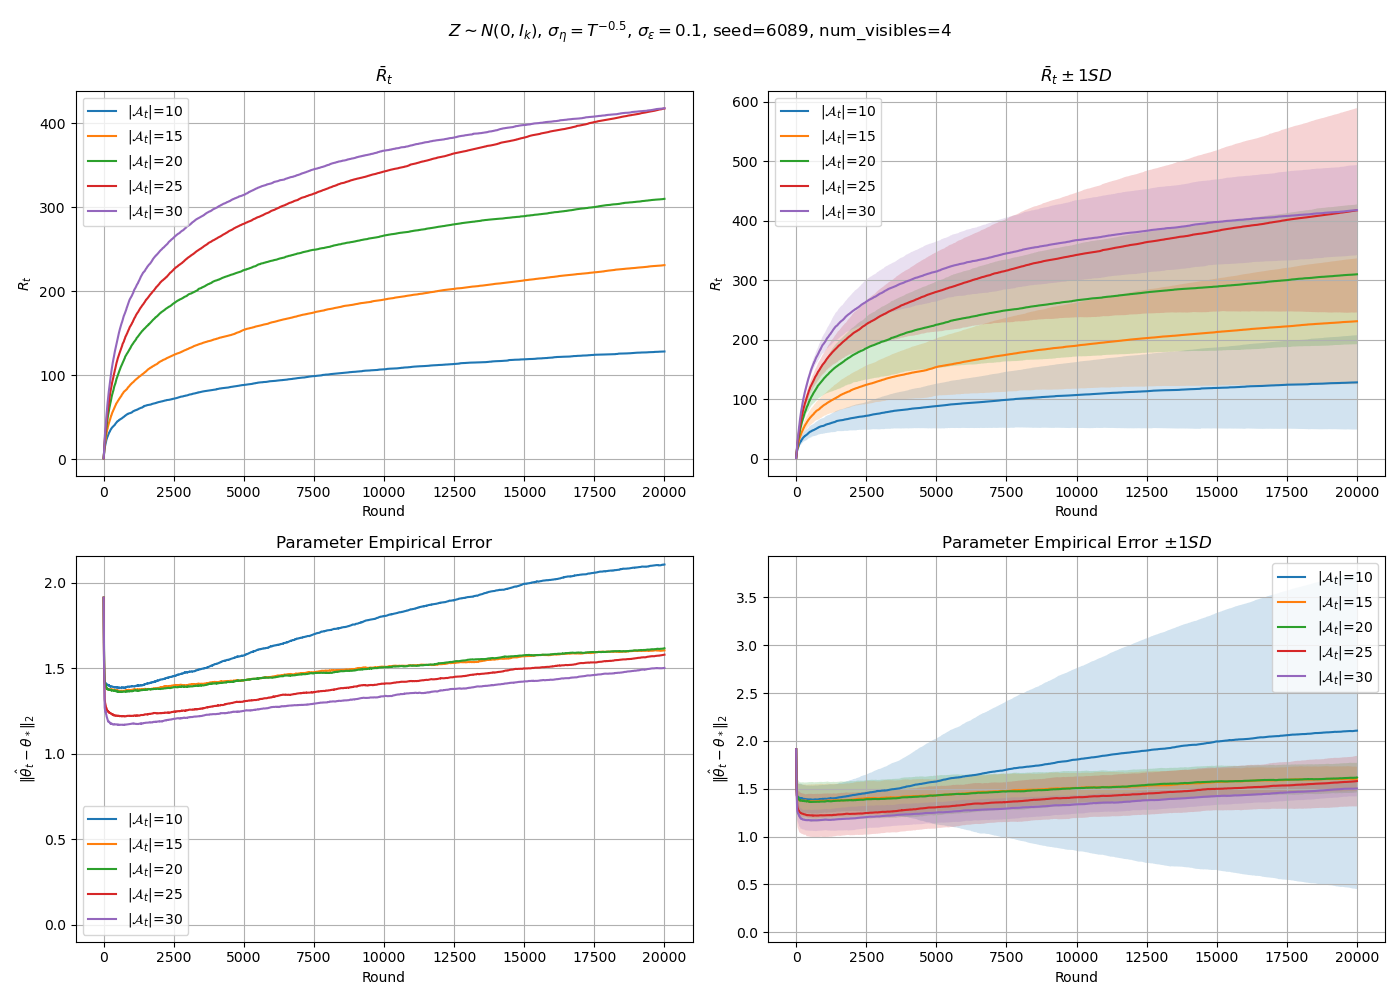 Z ∼ N(0, I_k), σ_η = T^{−0.5}, σ_ε = 0.1, seed=6089, num_visibles=4
R̄_t
R_t
400
300
200
100
0
|𝒜_t|=10
|𝒜_t|=15
|𝒜_t|=20
|𝒜_t|=25
|𝒜_t|=30
0 2500 5000 7500 10000 12500 15000 17500 20000
Round
R̄_t ± 1SD
R_t
600
500
400
300
200
100
0
|𝒜_t|=10
|𝒜_t|=15
|𝒜_t|=20
|𝒜_t|=25
|𝒜_t|=30
0 2500 5000 7500 10000 12500 15000 17500 20000
Round
Parameter Empirical Error
‖θ̂_t − θ_*‖_2
2.0
1.5
1.0
0.5
0.0
|𝒜_t|=10
|𝒜_t|=15
|𝒜_t|=20
|𝒜_t|=25
|𝒜_t|=30
0 2500 5000 7500 10000 12500 15000 17500 20000
Round
Parameter Empirical Error ±1SD
‖θ̂_t − θ_*‖_2
3.5
3.0
2.5
2.0
1.5
1.0
0.5
0.0
|𝒜_t|=10
|𝒜_t|=15
|𝒜_t|=20
|𝒜_t|=25
|𝒜_t|=30
0 2500 5000 7500 10000 12500 15000 17500 20000
Round